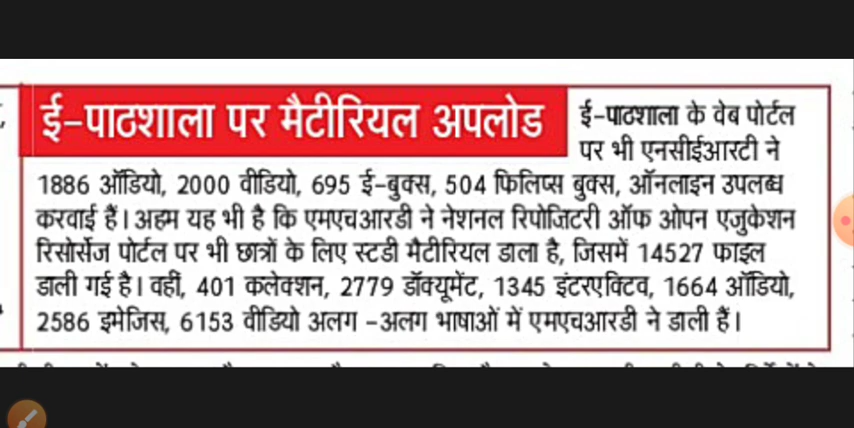 ई-पाठशाला पर मैटीरियल अपलोड
ई-पाठशाला के वेब पोर्टल
पर भी एनसीईआरटी ने
1886 ऑडियो, 2000 वीडियो, 695 ई-बुक्स, 504 फिलिप्स बुक्स, ऑनलाइन उपलब्ध
करवाई हैं। अहम यह भी है कि एमएचआरडी ने नेशनल रिपोजिटरी ऑफ ओपन एजुकेशन
रिसोर्सेज पोर्टल पर भी छात्रों के लिए स्टडी मैटीरियल डाला है, जिसमें 14527 फाइल
डाली गई है। वहीं, 401 कलेक्शन, 2779 डॉक्यूमेंट, 1345 इंटरएक्टिव, 1664 ऑडियो,
2586 इमेजिस, 6153 वीडियो अलग -अलग भाषाओं में एमएचआरडी ने डाली हैं।